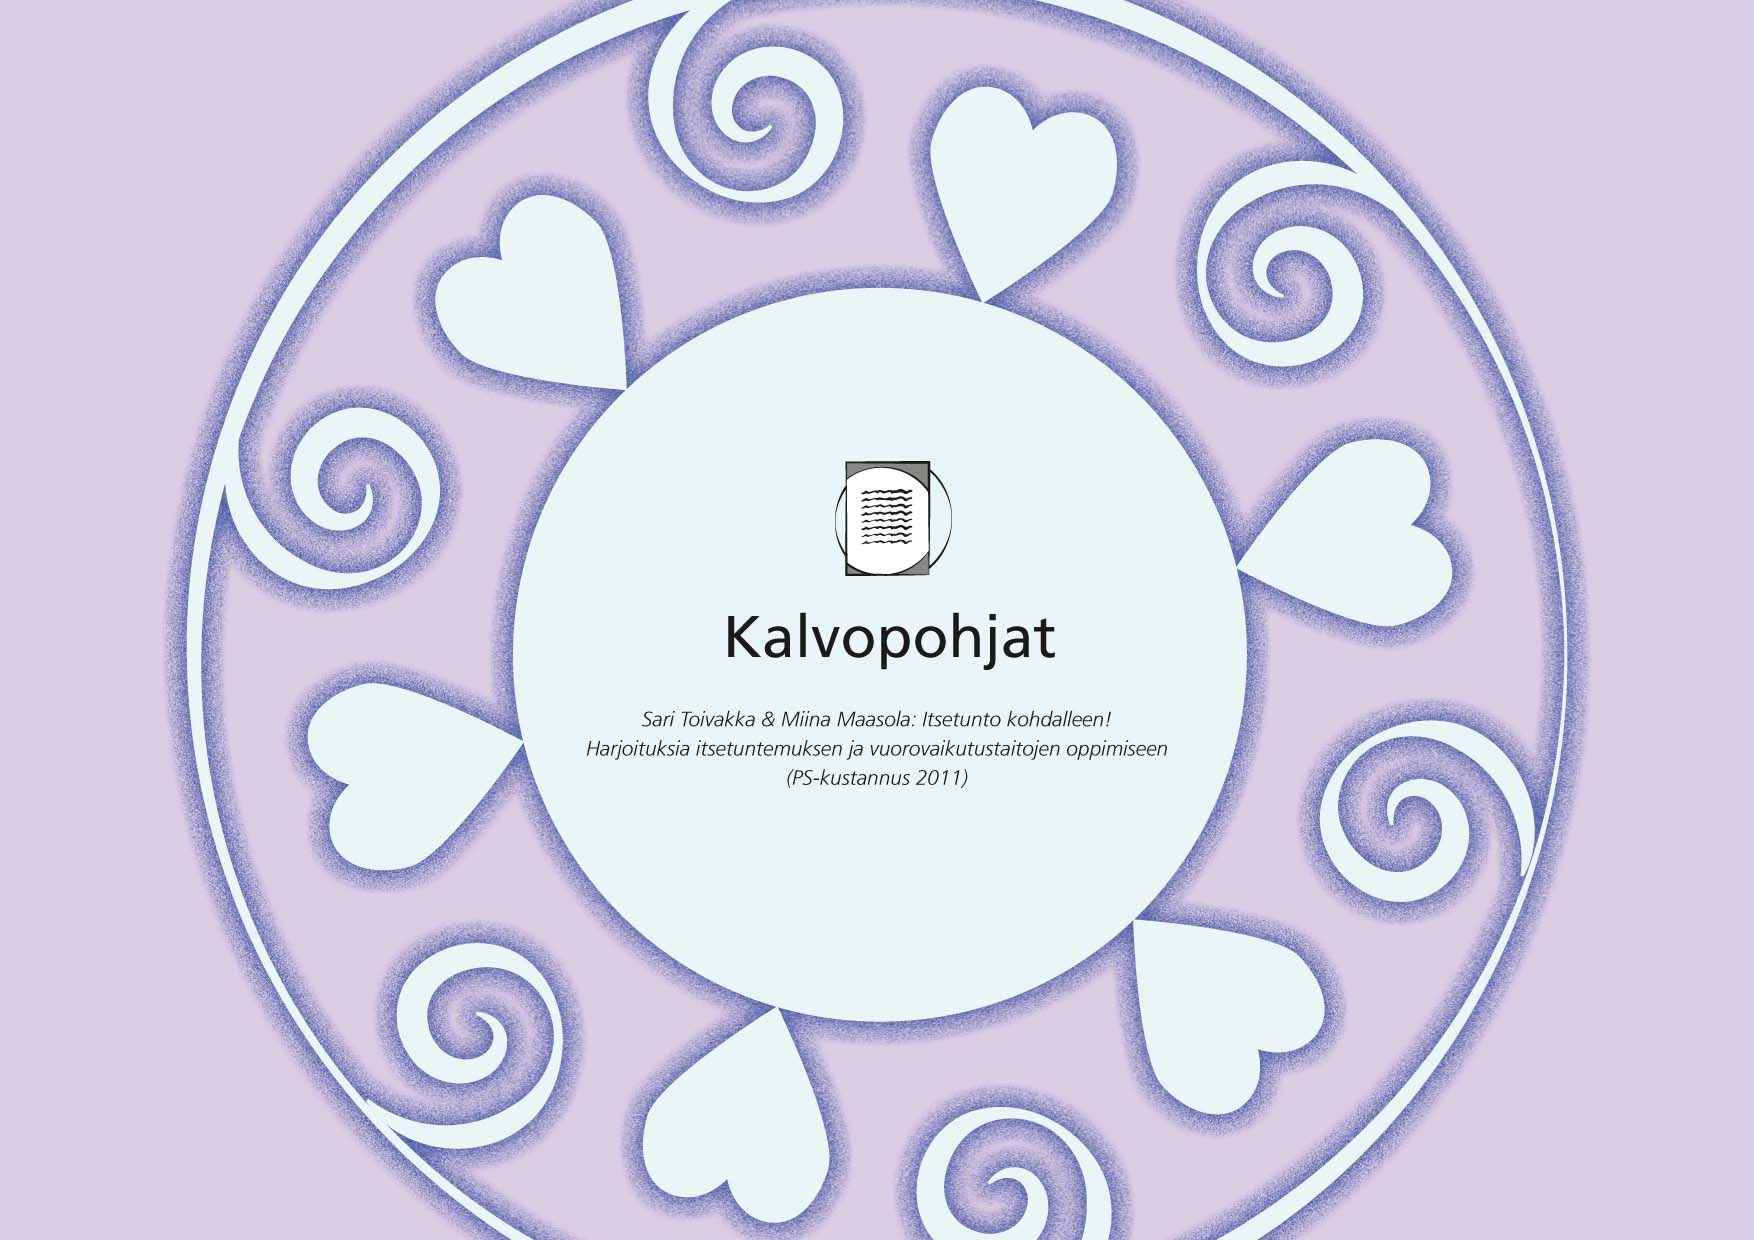 Kalvopohjat
Sari Toivakka & Miina Maasola: Itsetunto kohdalleen!
Harjoituksia itsetuntemuksen ja vuorovaikutustaitojen oppimiseen
(PS-kustannus 2011)